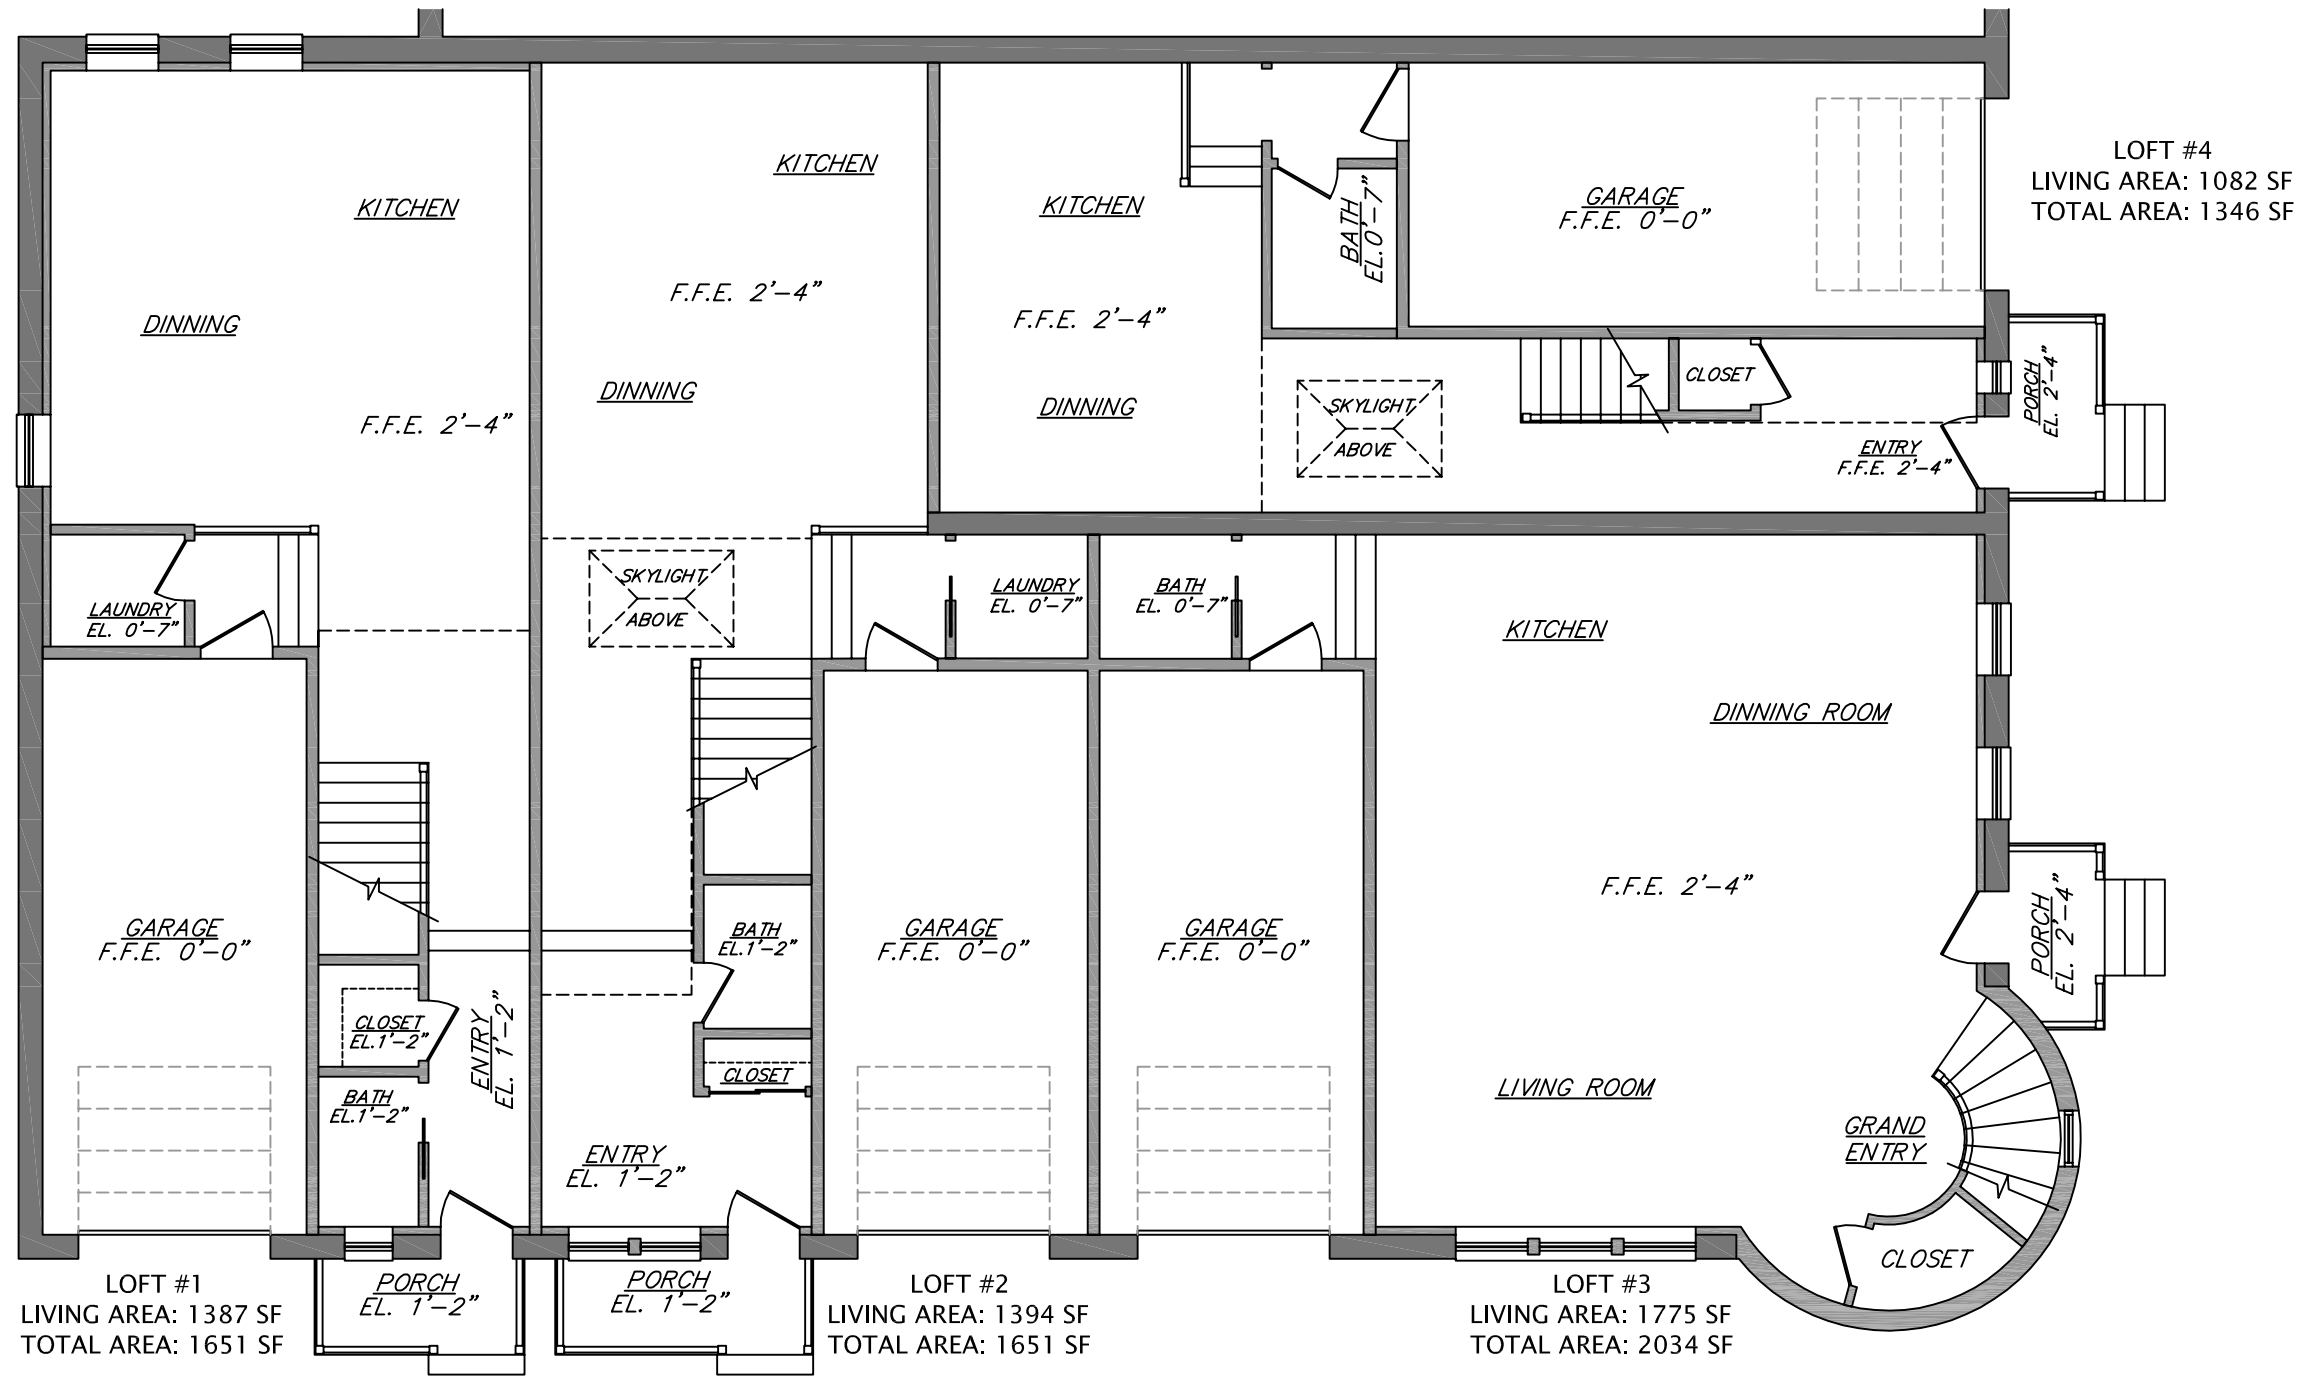 KITCHEN
DINNING
F.F.E. 2'-4"
LAUNDRY
EL. 0'-7"
GARAGE
F.F.E. 0'-0"
CLOSET
EL.1'-2"
BATH
EL.1'-2"
ENTRY
EL. 1'-2"
PORCH
EL. 1'-2"
LOFT #1
LIVING AREA: 1387 SF
TOTAL AREA: 1651 SF
KITCHEN
F.F.E. 2'-4"
DINNING
SKYLIGHT
ABOVE
LAUNDRY
EL. 0'-7"
BATH
EL.1'-2"
CLOSET
ENTRY
EL. 1'-2"
PORCH
EL. 1'-2"
GARAGE
F.F.E. 0'-0"
LOFT #2
LIVING AREA: 1394 SF
TOTAL AREA: 1651 SF
BATH
EL. 0'-7"
GARAGE
F.F.E. 0'-0"
KITCHEN
DINNING ROOM
F.F.E. 2'-4"
LIVING ROOM
GRAND
ENTRY
CLOSET
PORCH
EL. 2'-4"
LOFT #3
LIVING AREA: 1775 SF
TOTAL AREA: 2034 SF
KITCHEN
F.F.E. 2'-4"
DINNING
BATH
EL.0'-7"
GARAGE
F.F.E. 0'-0"
SKYLIGHT
ABOVE
CLOSET
ENTRY
F.F.E. 2'-4"
PORCH
EL. 2'-4"
LOFT #4
LIVING AREA: 1082 SF
TOTAL AREA: 1346 SF